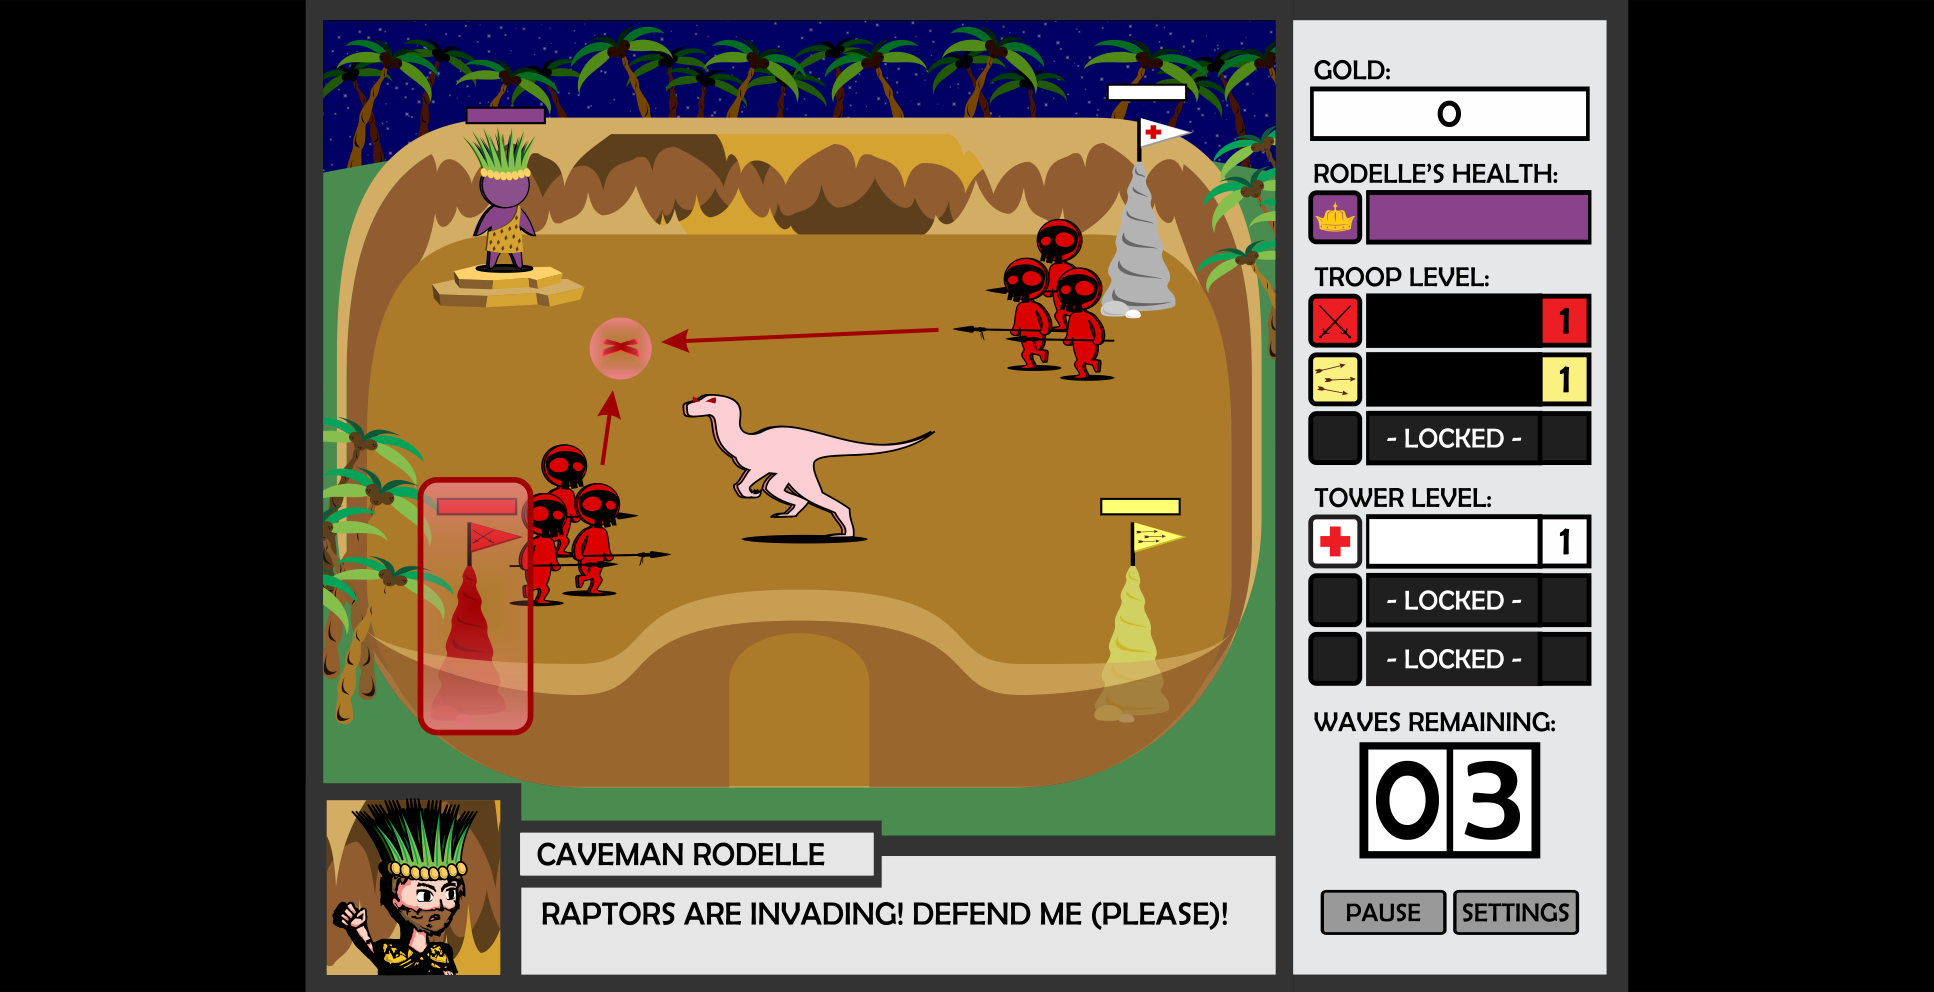 GOLD:
0
RODELLE'S HEALTH:
TROOP LEVEL:
1
1
- LOCKED -
TOWER LEVEL:
1
- LOCKED -
- LOCKED -
WAVES REMAINING:
03
PAUSE SETTINGS
CAVEMAN RODELLE
RAPTORS ARE INVADING! DEFEND ME (PLEASE)!